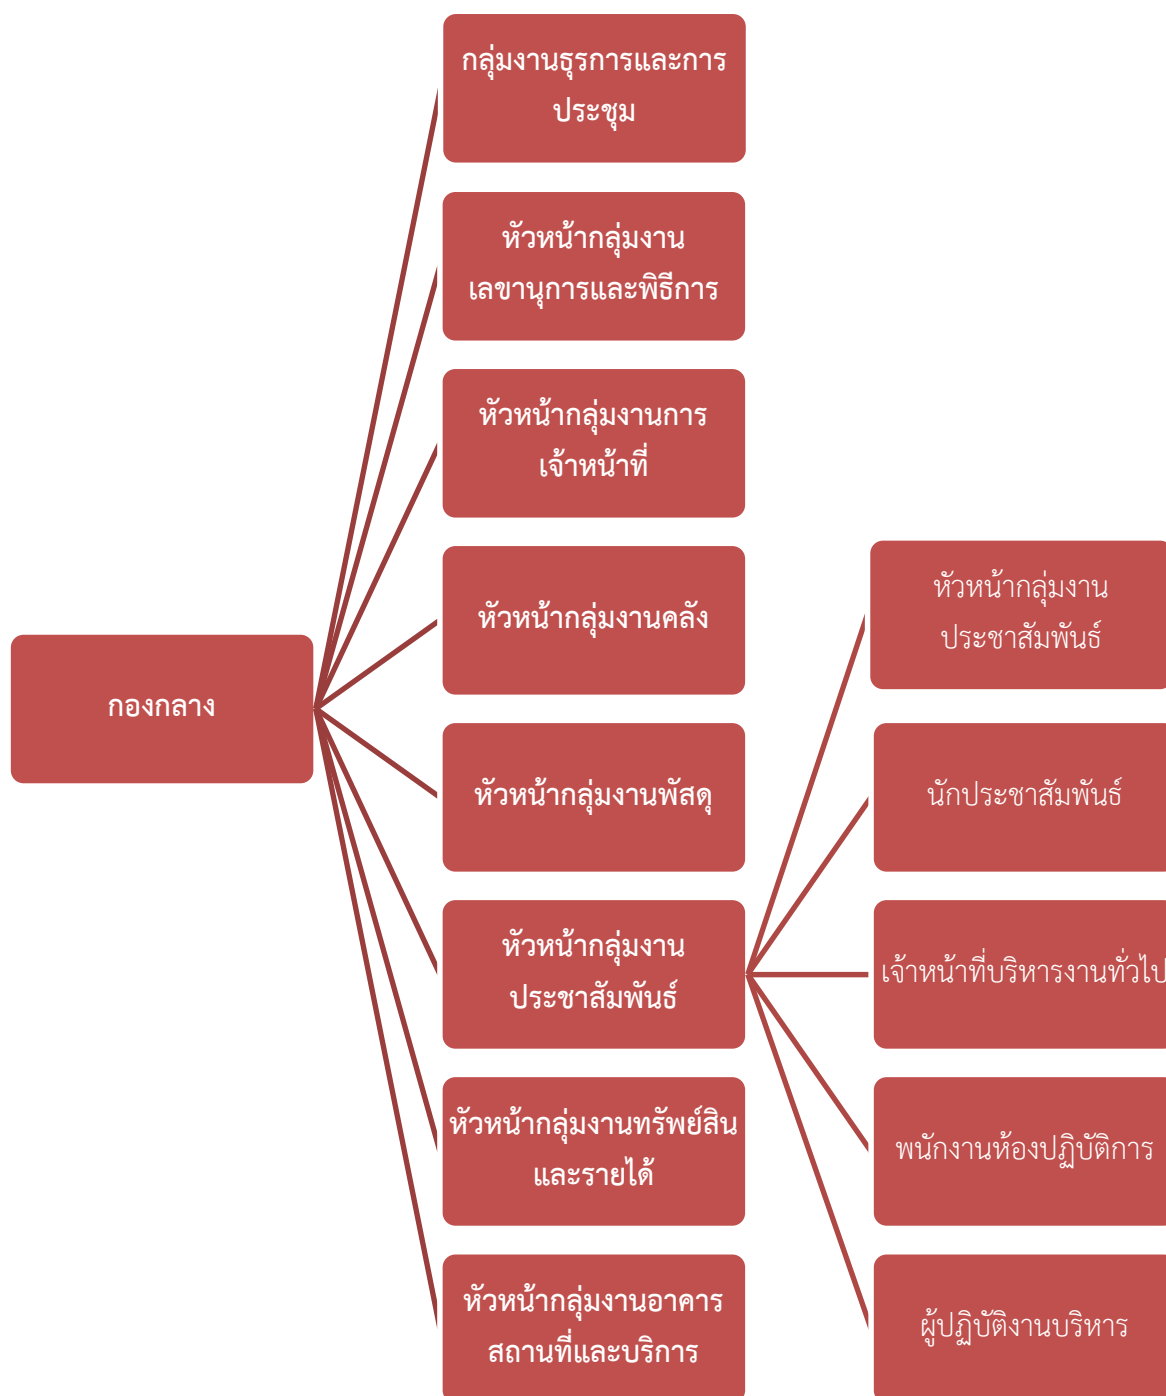 กองกลาง
กลุ่มงานธุรการและการ
ประชุม
หัวหน้ากลุ่มงาน
เลขานุการและพิธีการ
หัวหน้ากลุ่มงานการ
เจ้าหน้าที่
หัวหน้ากลุ่มงานคลัง
หัวหน้ากลุ่มงานพัสดุ
หัวหน้ากลุ่มงาน
ประชาสัมพันธ์
หัวหน้ากลุ่มงานทรัพย์สิน
และรายได้
หัวหน้ากลุ่มงานอาคาร
สถานที่และบริการ
หัวหน้ากลุ่มงาน
ประชาสัมพันธ์
นักประชาสัมพันธ์
เจ้าหน้าที่บริหารงานทั่วไป
พนักงานห้องปฏิบัติการ
ผู้ปฏิบัติงานบริหาร